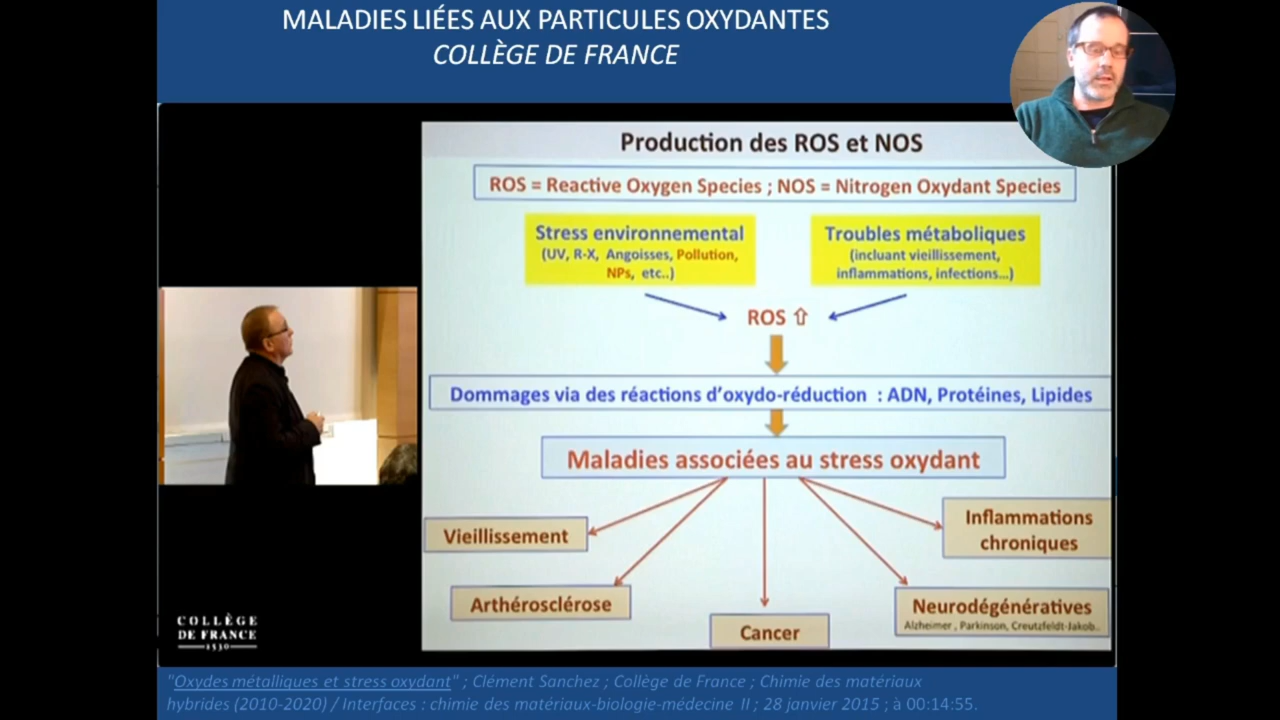 MALADIES LIÉES AUX PARTICULES OXYDANTES
COLLÈGE DE FRANCE
Production des ROS et NOS
ROS = Reactive Oxygen Species ; NOS = Nitrogen Oxydant Species
Stress environnemental
(UV, R-X, Angoisses, Pollution,
NPs, etc..)
Troubles métaboliques
(incluant vieillissement,
inflammations, infections...)
ROS ⇧
Dommages via des réactions d'oxydo-réduction : ADN, Protéines, Lipides
Maladies associées au stress oxydant
Vieillissement
Inflammations
chroniques
Arthérosclérose
Cancer
Neurodégénératives
Alzheimer , Parkinson, Creutzfeldt-Jakob..
COLLÈGE
DE FRANCE
1530
"Oxydes métalliques et stress oxydant" ; Clément Sanchez ; Collège de France ; Chimie des matériaux
hybrides (2010-2020) / Interfaces : chimie des matériaux-biologie-médecine II ; 28 janvier 2015 ; à 00:14:55.